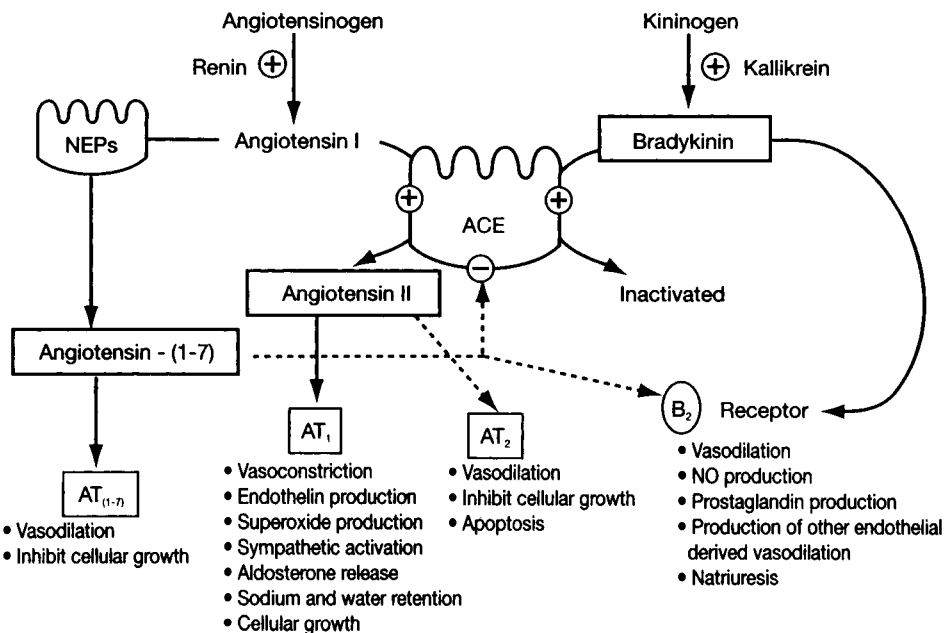 Angiotensinogen
Kininogen
Renin +
+ Kallikrein
NEPs
Angiotensin I
Bradykinin
+
ACE
+
−
Angiotensin II
Inactivated
Angiotensin - (1-7)
AT(1-7)
• Vasodilation
• Inhibit cellular growth
AT1
• Vasoconstriction
• Endothelin production
• Superoxide production
• Sympathetic activation
• Aldosterone release
• Sodium and water retention
• Cellular growth
AT2
• Vasodilation
• Inhibit cellular growth
• Apoptosis
B2 Receptor
• Vasodilation
• NO production
• Prostaglandin production
• Production of other endothelial
derived vasodilation
• Natriuresis